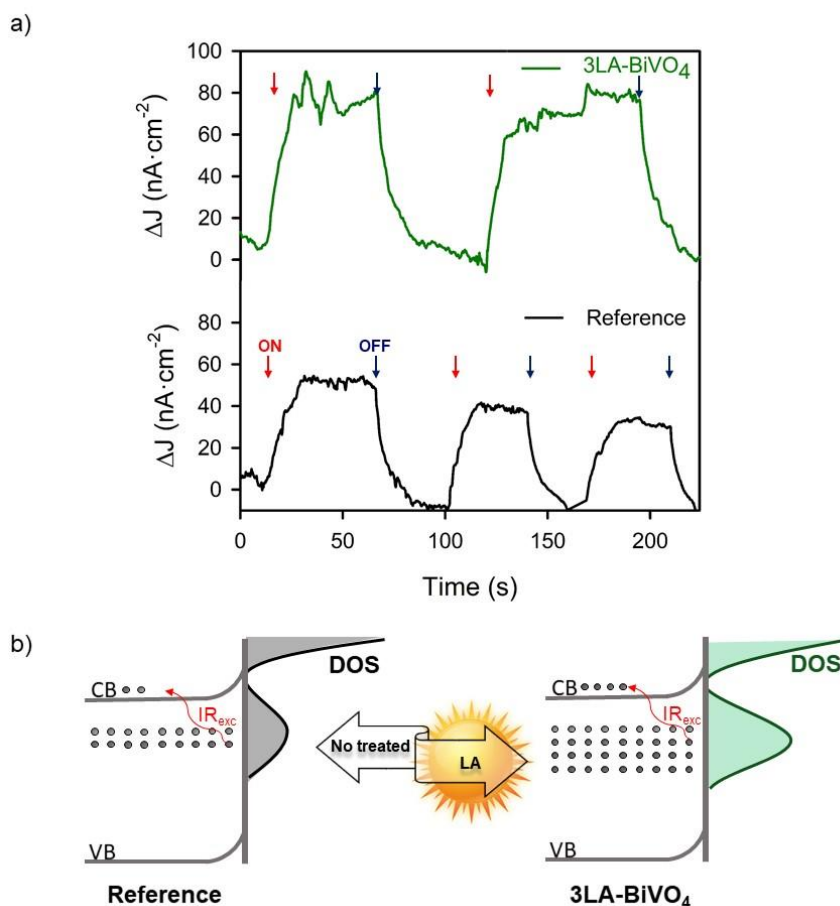 a)
100
80
60
40
20
0
ΔJ (nA·cm⁻²)
3LA-BiVO₄
80
60
40
20
0
ΔJ (nA·cm⁻²)
Reference
ON
OFF
0 50 100 150 200
Time (s)
b)
CB
IRexc
VB
DOS
Reference
No treated
LA
CB
IRexc
VB
DOS
3LA-BiVO₄